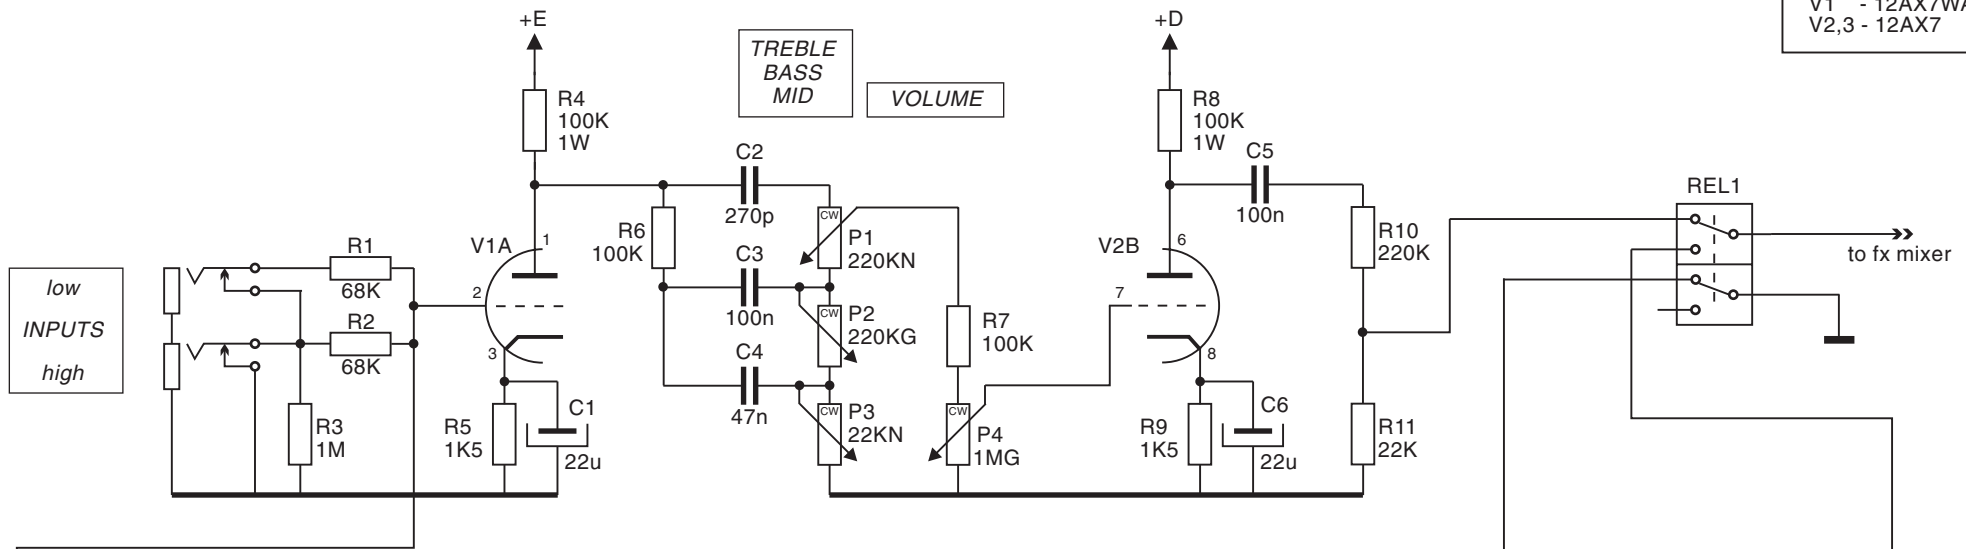 +E
+D
V1 - 12AX7WA
V2,3 - 12AX7
TREBLE
BASS
MID
VOLUME
R4
100K
1W
R8
100K
1W
C2
270p
C5
100n
REL1
R6
100K
CW
P1
220KN
R10
220K
V1A
1
V2B
6
R1
68K
C3
100n
to fx mixer
low
INPUTS
high
2
7
R2
68K
CW
P2
220KG
R7
100K
3
8
C4
47n
R3
1M
R5
1K5
C1
22u
CW
P3
22KN
CW
P4
1MG
R9
1K5
C6
22u
R11
22K